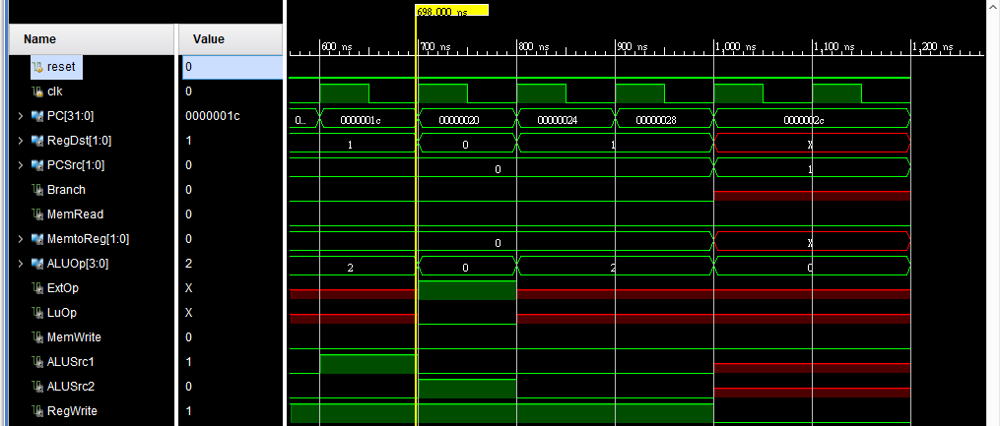 698.000 ns
Name Value
600 ns 700 ns 800 ns 900 ns 1,000 ns 1,100 ns 1,200 ns
reset 0
clk 0
PC[31:0] 0000001c 0... 0000001c 00000020 00000024 00000028 0000002c
RegDst[1:0] 1 1 0 1 X
PCSrc[1:0] 0 0 1
Branch 0
MemRead 0
MemtoReg[1:0] 0 0 X
ALUOp[3:0] 2 2 0 2 0
ExtOp X
LuOp X
MemWrite 0
ALUSrc1 1
ALUSrc2 0
RegWrite 1